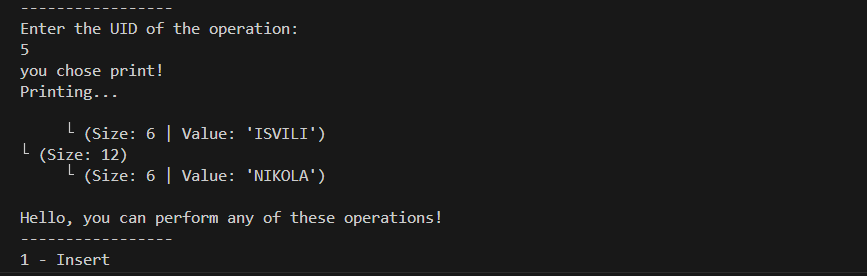 -----------------
Enter the UID of the operation:
5
you chose print!
Printing...
└ (Size: 6 | Value: 'ISVILI')
└ (Size: 12)
└ (Size: 6 | Value: 'NIKOLA')
Hello, you can perform any of these operations!
-----------------
1 - Insert